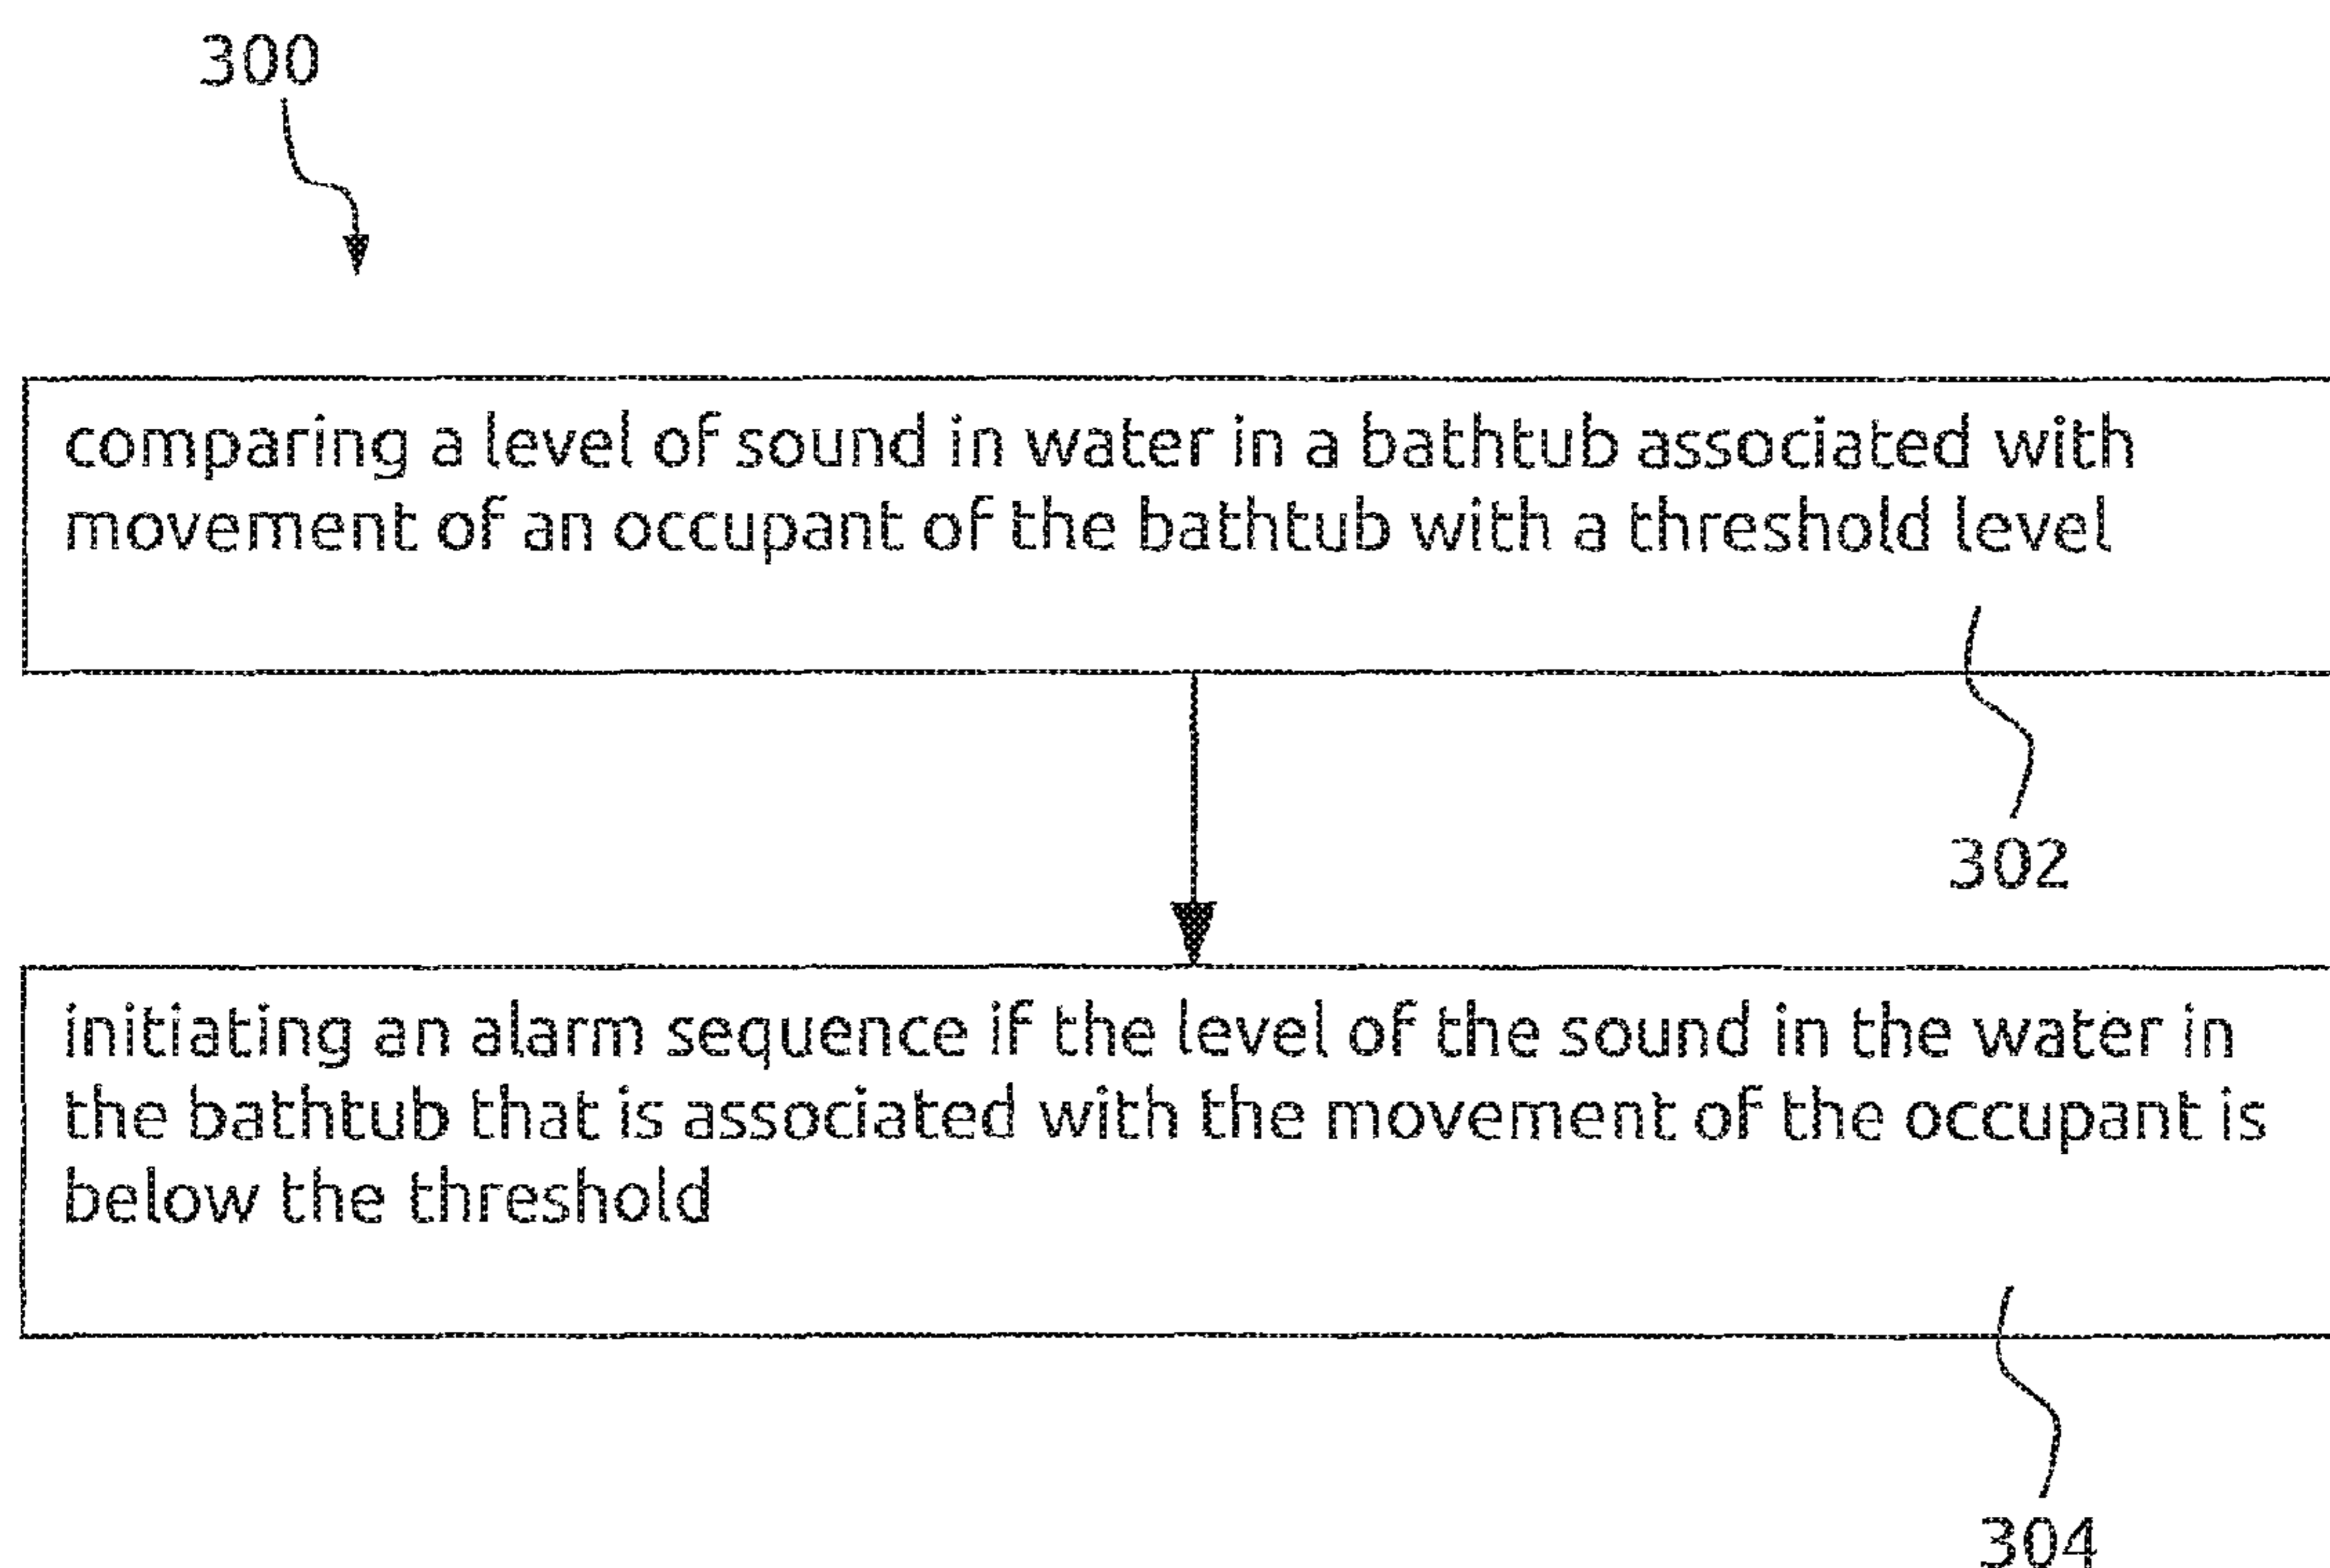 300
comparing a level of sound in water in a bathtub associated with
movement of an occupant of the bathtub with a threshold level
302
initiating an alarm sequence if the level of the sound in the water in
the bathtub that is associated with the movement of the occupant is
below the threshold
304